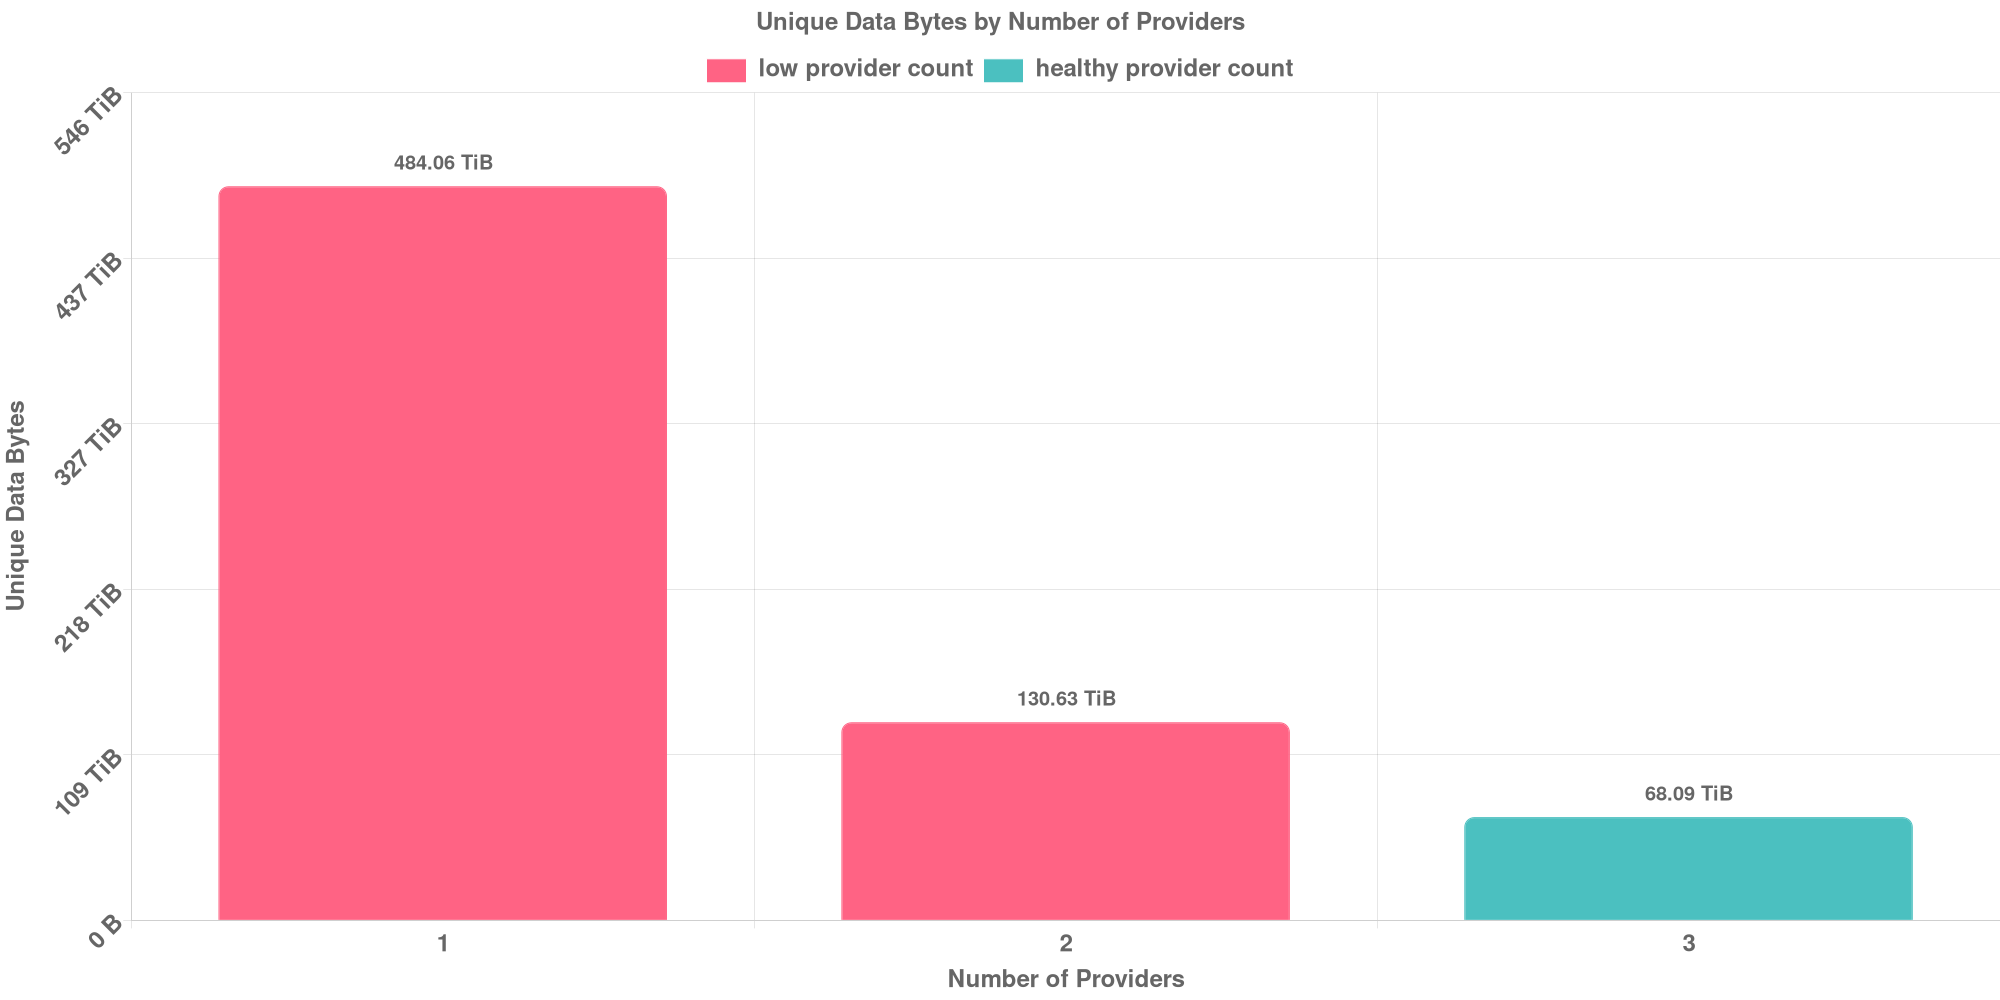 Unique Data Bytes by Number of Providers
low provider count healthy provider count
546 TiB
437 TiB
327 TiB
218 TiB
109 TiB
0 B
Unique Data Bytes
484.06 TiB
130.63 TiB
68.09 TiB
1 2 3
Number of Providers